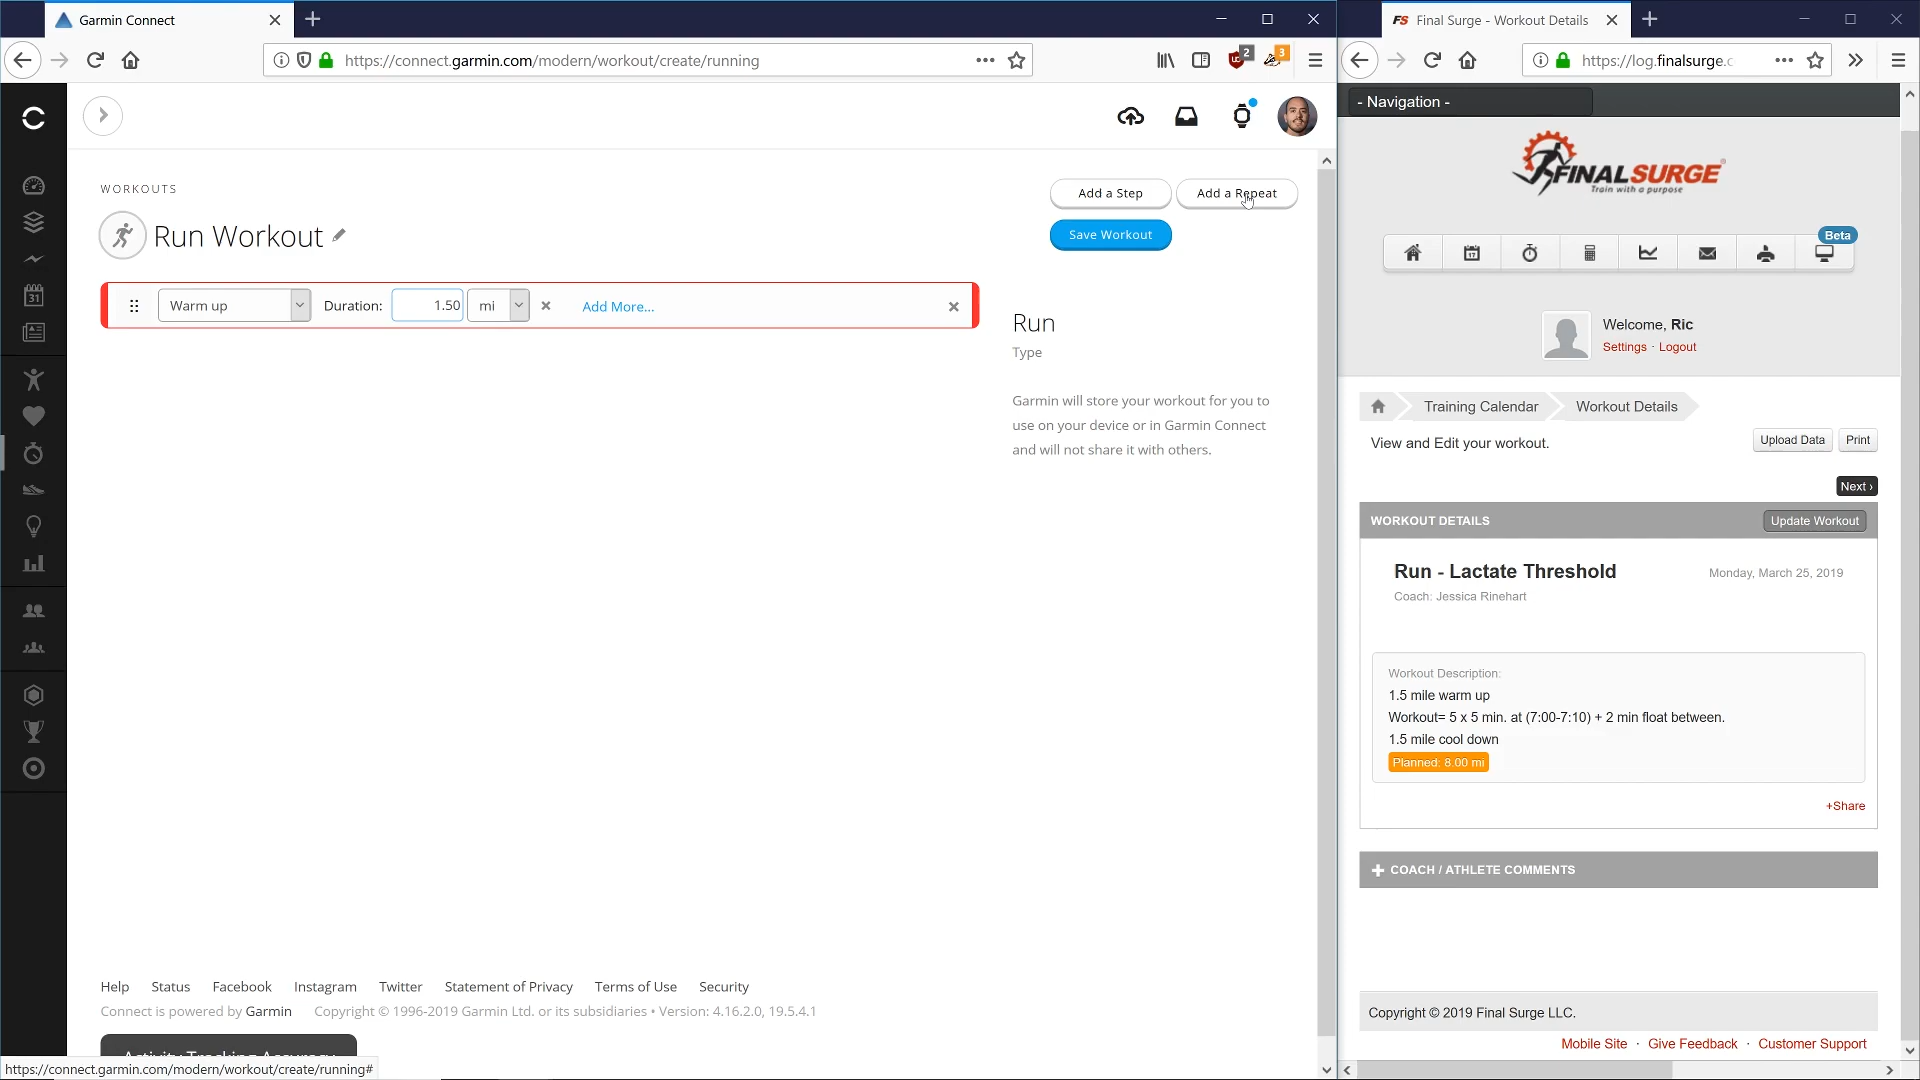 Garmin Connect
https://connect.garmin.com/modern/workout/create/running
2
3
WORKOUTS
Add a Step
Add a Repeat
Run Workout
Save Workout
Warm up
Duration:
1.50
mi
Add More...
Run
Type
Garmin will store your workout for you to
use on your device or in Garmin Connect
and will not share it with others.
31
Help
Status
Facebook
Instagram
Twitter
Statement of Privacy
Terms of Use
Security
Connect is powered by Garmin
Copyright © 1996-2019 Garmin Ltd. or its subsidiaries • Version: 4.16.2.0, 19.5.4.1
https://connect.garmin.com/modern/workout/create/running#
FS Final Surge - Workout Details
https://log.finalsurge.c
- Navigation -
FINALSURGE®
Train with a purpose
17
Beta
Welcome, Ric
Settings · Logout
Training Calendar
Workout Details
View and Edit your workout.
Upload Data
Print
Next ›
WORKOUT DETAILS
Update Workout
Run - Lactate Threshold
Monday, March 25, 2019
Coach: Jessica Rinehart
Workout Description:
1.5 mile warm up
Workout= 5 x 5 min. at (7:00-7:10) + 2 min float between.
1.5 mile cool down
Planned: 8.00 mi
+Share
COACH / ATHLETE COMMENTS
Copyright © 2019 Final Surge LLC.
Mobile Site · Give Feedback · Customer Support